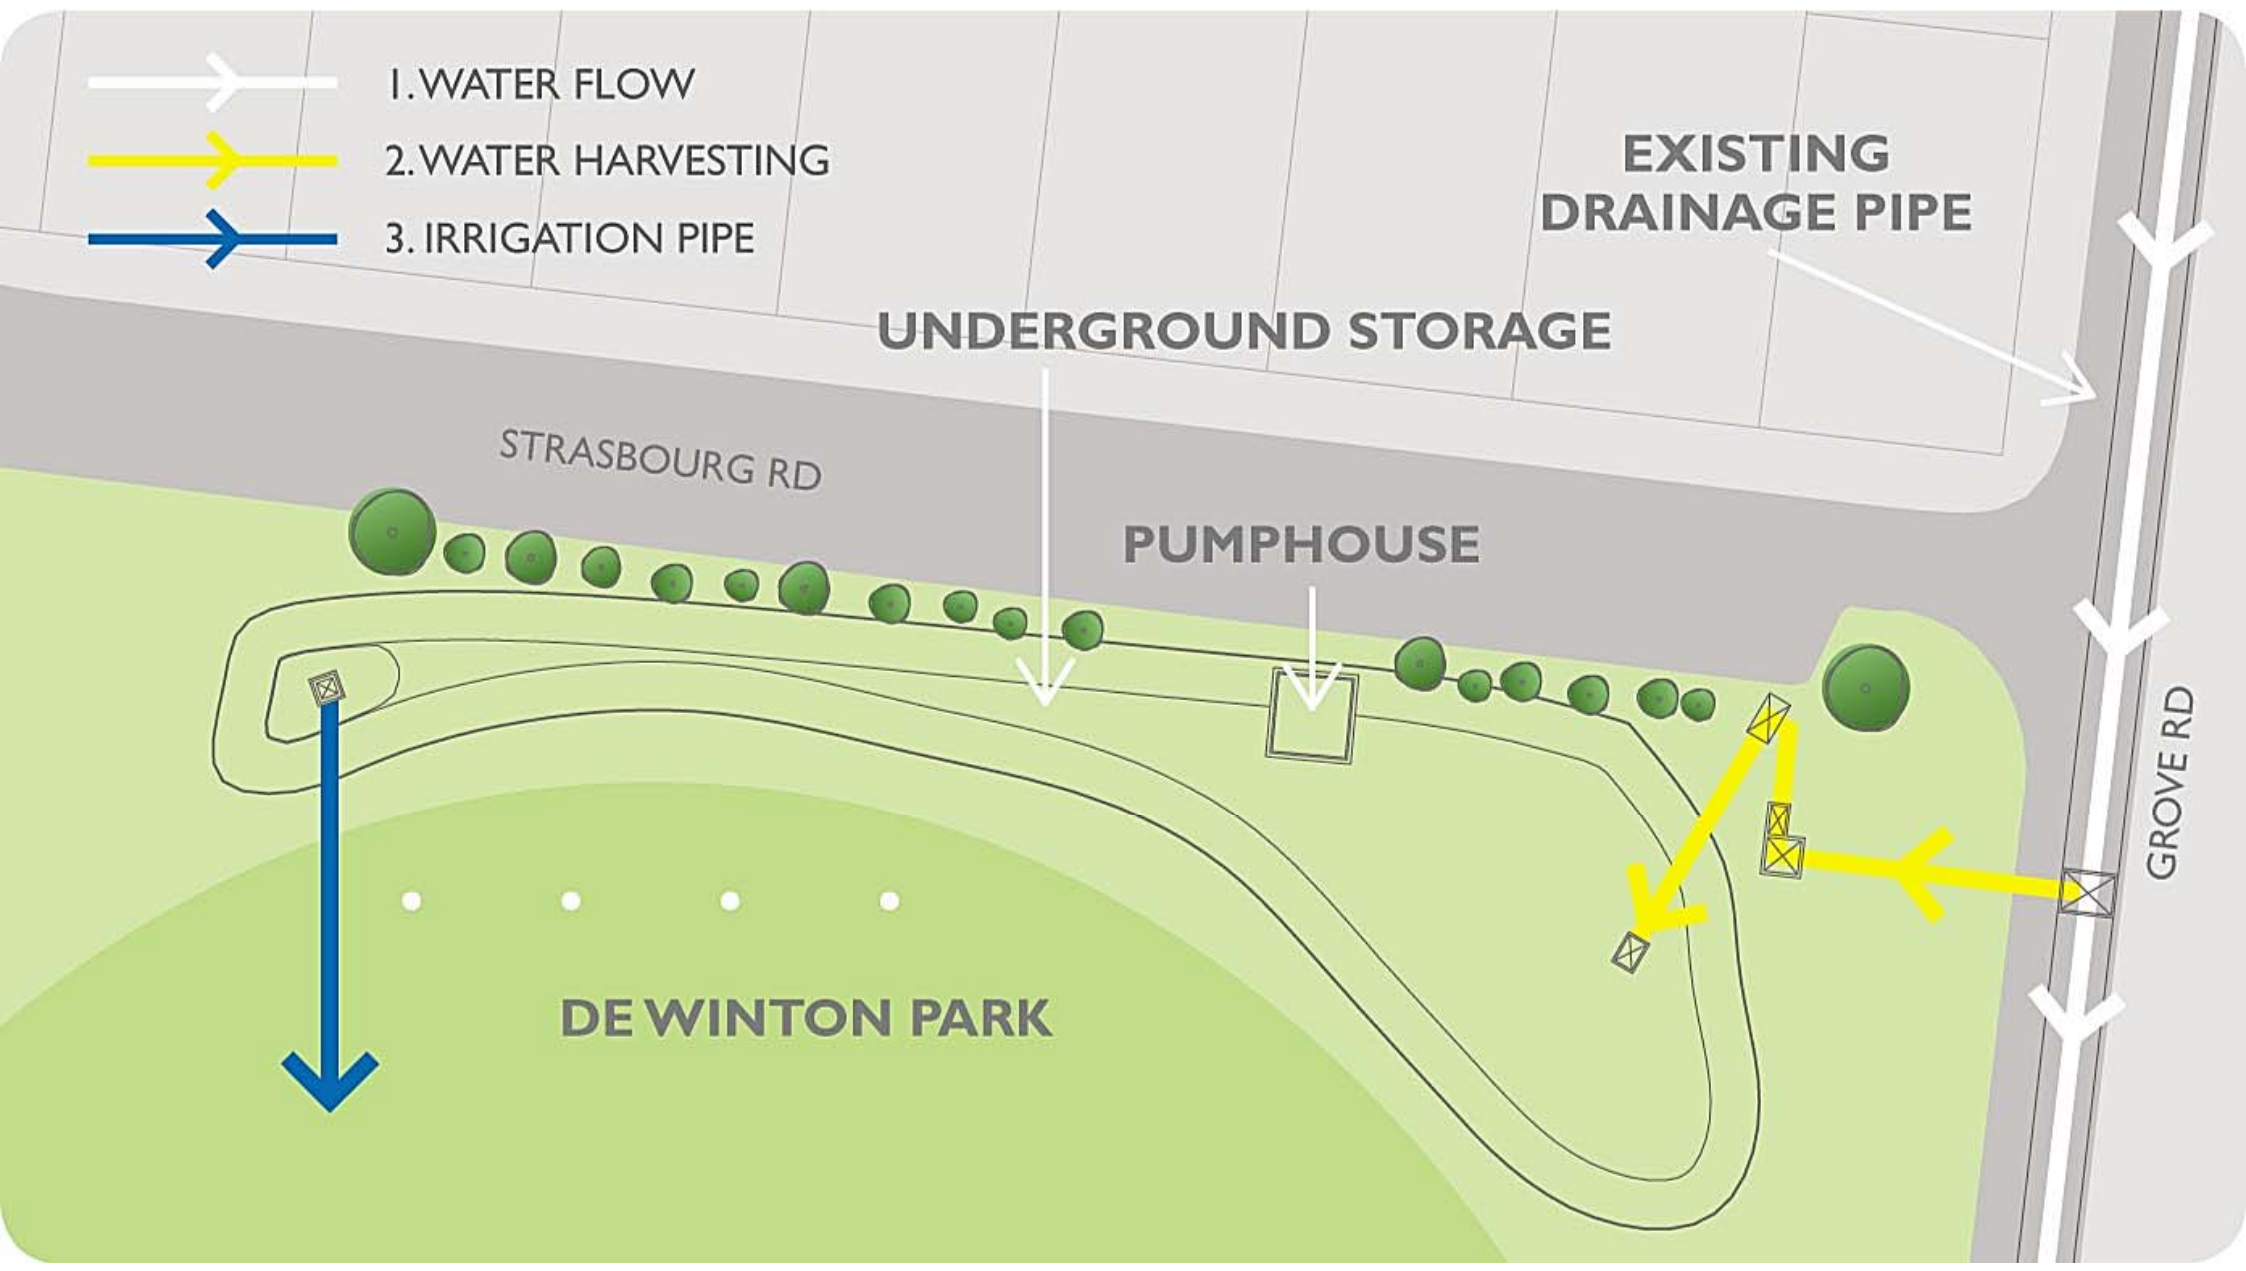 1. WATER FLOW
2. WATER HARVESTING
3. IRRIGATION PIPE
EXISTING
DRAINAGE PIPE
UNDERGROUND STORAGE
STRASBOURG RD
PUMPHOUSE
GROVE RD
DE WINTON PARK